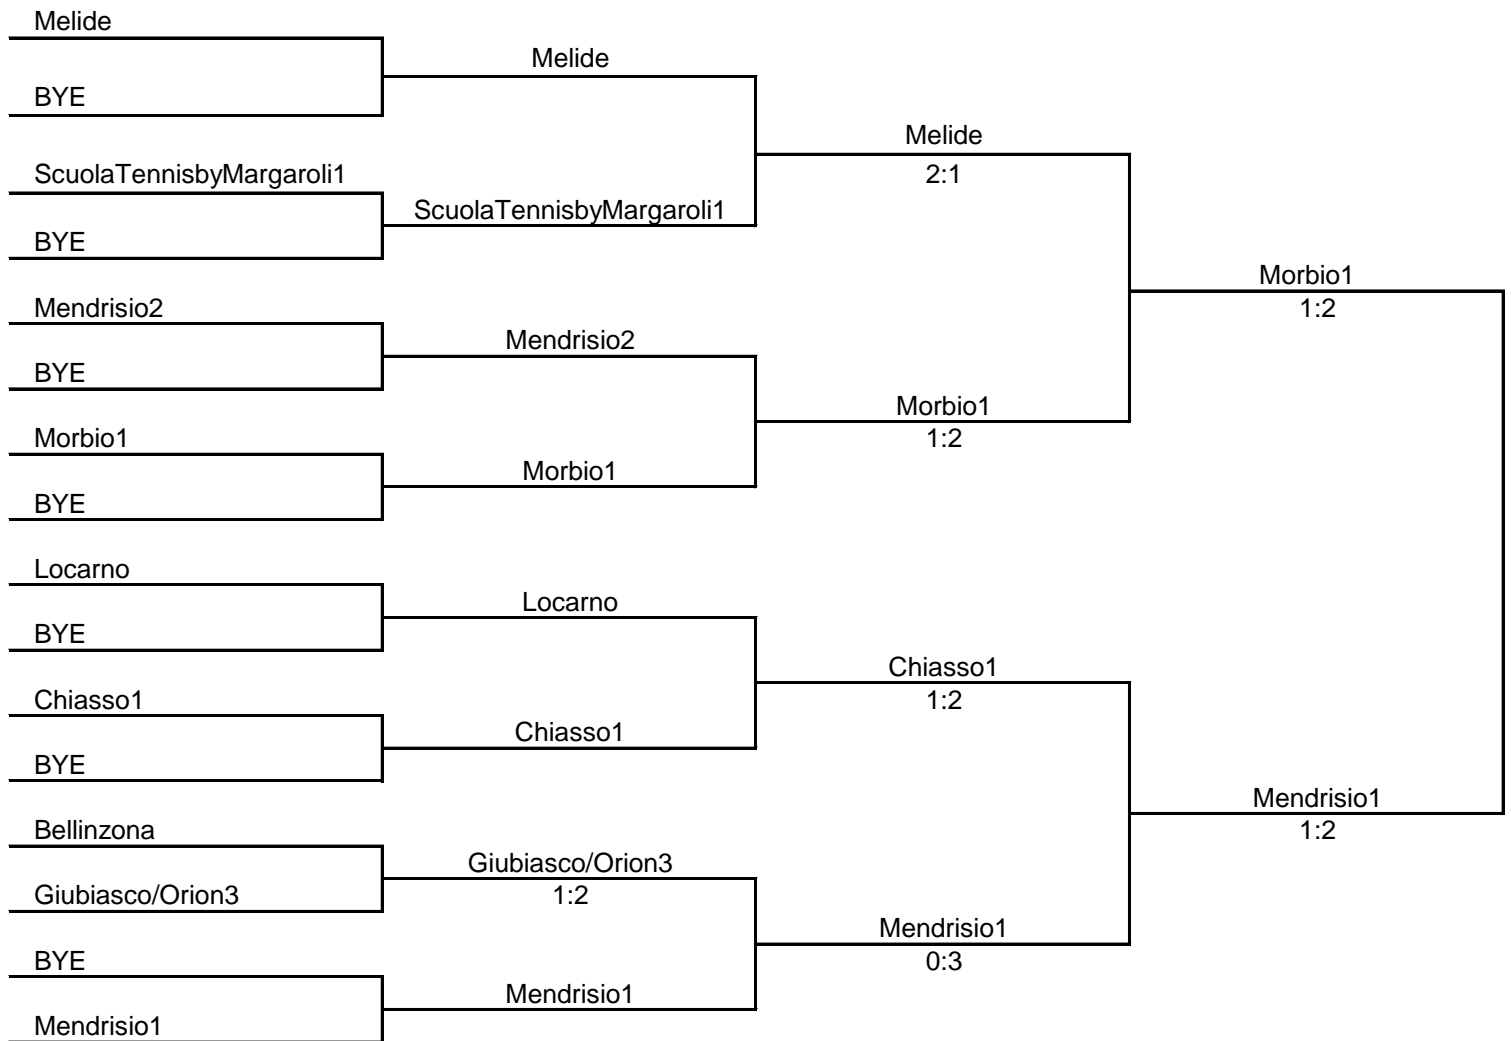 Melide
BYE
ScuolaTennisbyMargaroli1
BYE
Mendrisio2
BYE
Morbio1
BYE
Locarno
BYE
Chiasso1
BYE
Bellinzona
Giubiasco/Orion3
BYE
Mendrisio1
Melide
ScuolaTennisbyMargaroli1
Mendrisio2
Morbio1
Locarno
Chiasso1
Giubiasco/Orion3
1:2
Mendrisio1
Melide
2:1
Morbio1
1:2
Chiasso1
1:2
Mendrisio1
0:3
Morbio1
1:2
Mendrisio1
1:2